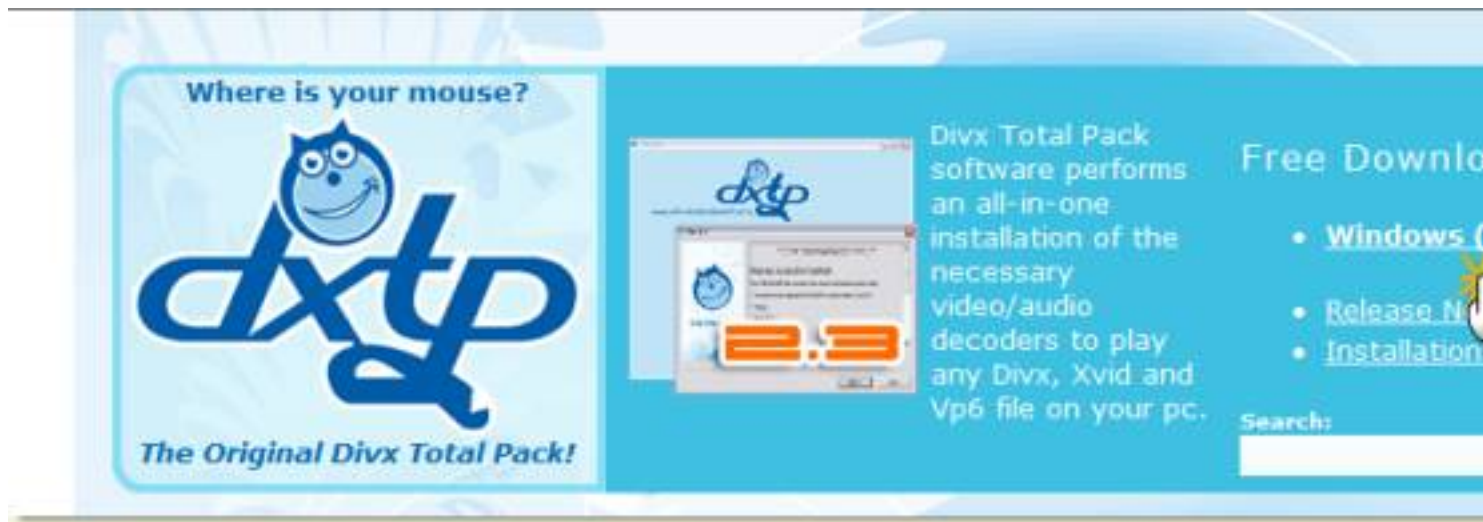 Where is your mouse?
dxtp
The Original Divx Total Pack!
dxtp
2.3
Divx Total Pack
software performs
an all-in-one
installation of the
necessary
video/audio
decoders to play
any Divx, Xvid and
Vp6 file on your pc.
Free Downlo
Windows (
Release N
Installation
Search: